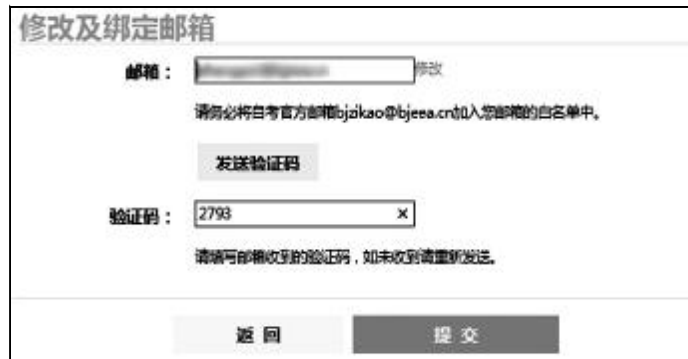 修改及绑定邮箱
邮箱：
修改
请务必将自考官方邮箱bjzikao@bjeea.cn加入您邮箱的白名单中。
发送验证码
验证码： 2793 ×
请填写邮箱收到的验证码，如未收到请重新发送。
返 回 提 交